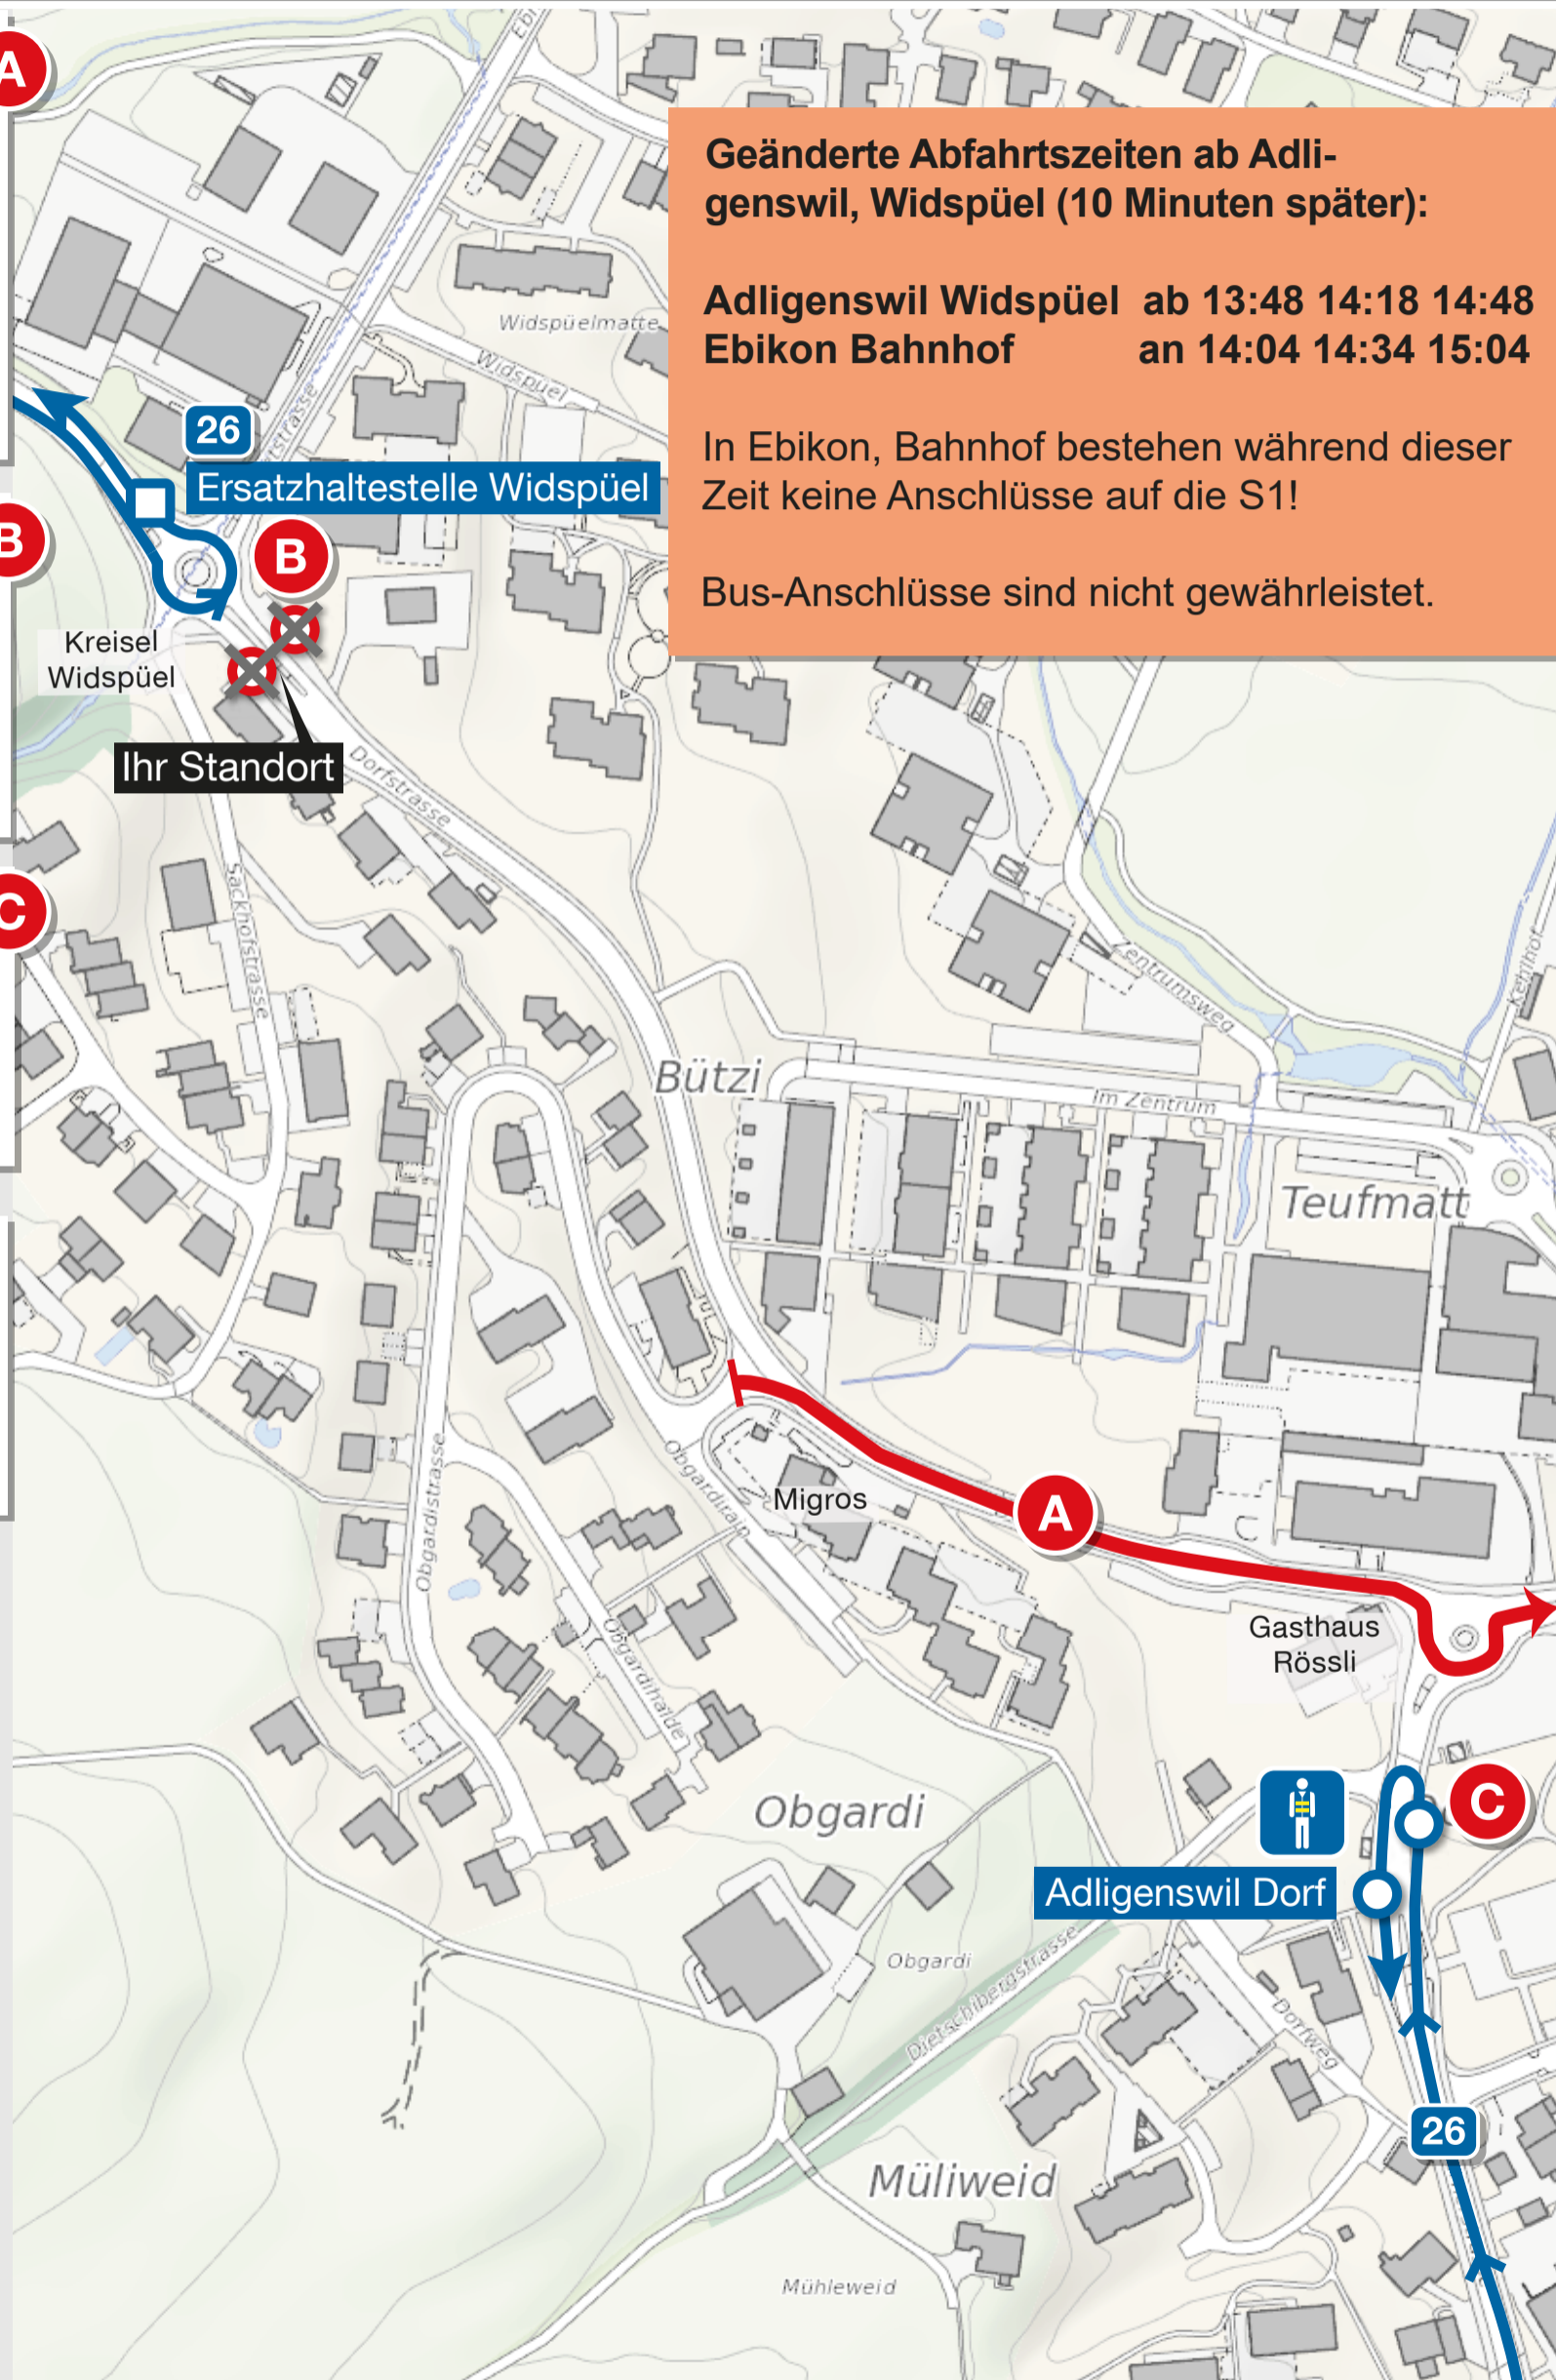 Ebi
A
Geänderte Abfahrtszeiten ab Adli-
genswil, Widspüel (10 Minuten später):
Adligenswil Widspüel ab 13:48 14:18 14:48
Ebikon Bahnhof an 14:04 14:34 15:04
In Ebikon, Bahnhof bestehen während dieser
Zeit keine Anschlüsse auf die S1!
Bus-Anschlüsse sind nicht gewährleistet.
Widspüelmatte
Widspüel
tstrasse
26
Ersatzhaltestelle Widspüel
B
B
Kreisel
Widspüel
Ihr Standort
Dorfstrasse
Sackhofstrasse
C
Zentrumsweg
Kehlhof
Bützi
Im Zentrum
Teufmatt
Obgardistrasse
Obgardirain
Migros
A
Obgardihalde
Gasthaus
Rössli
Obgardi
C
Adligenswil Dorf
Obgardi
Dietschibergstrasse
Dorfweg
26
Müliweid
Mühleweid